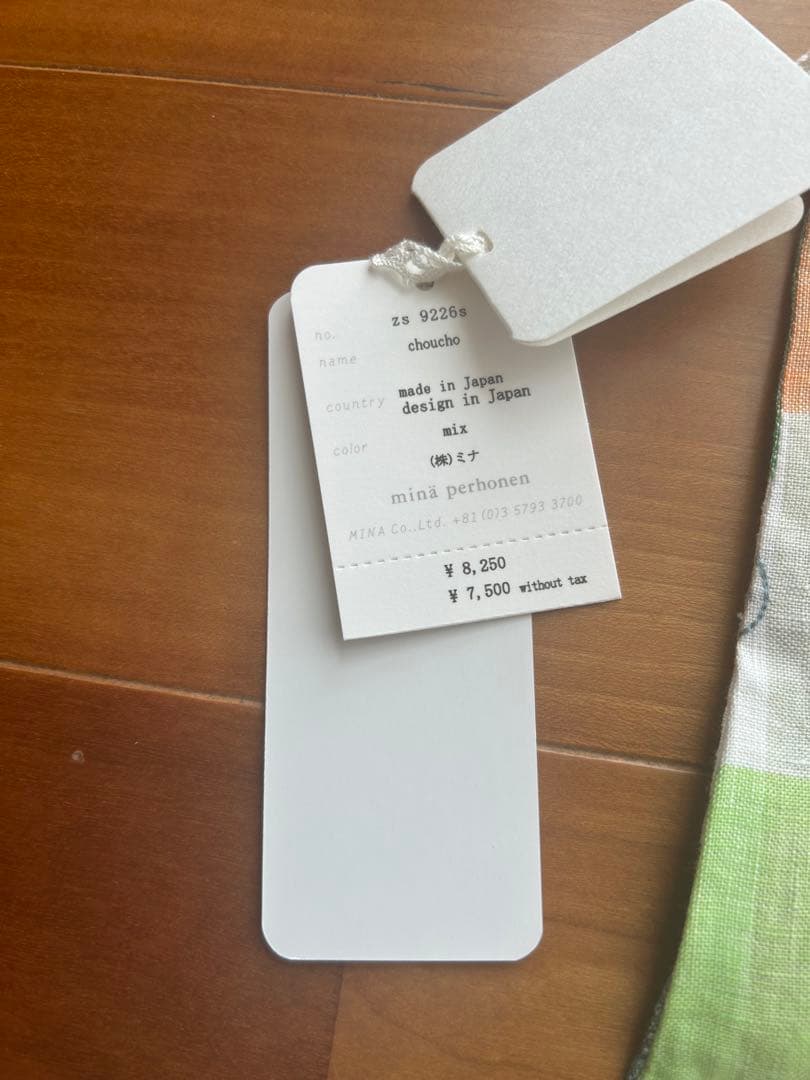 no. zs 9226s
name choucho
country made in Japan
design in Japan
color mix
(株)ミナ
minä perhonen
MINA Co.,Ltd. +81 (0)3 5793 3700
¥ 8,250
¥ 7,500 without tax